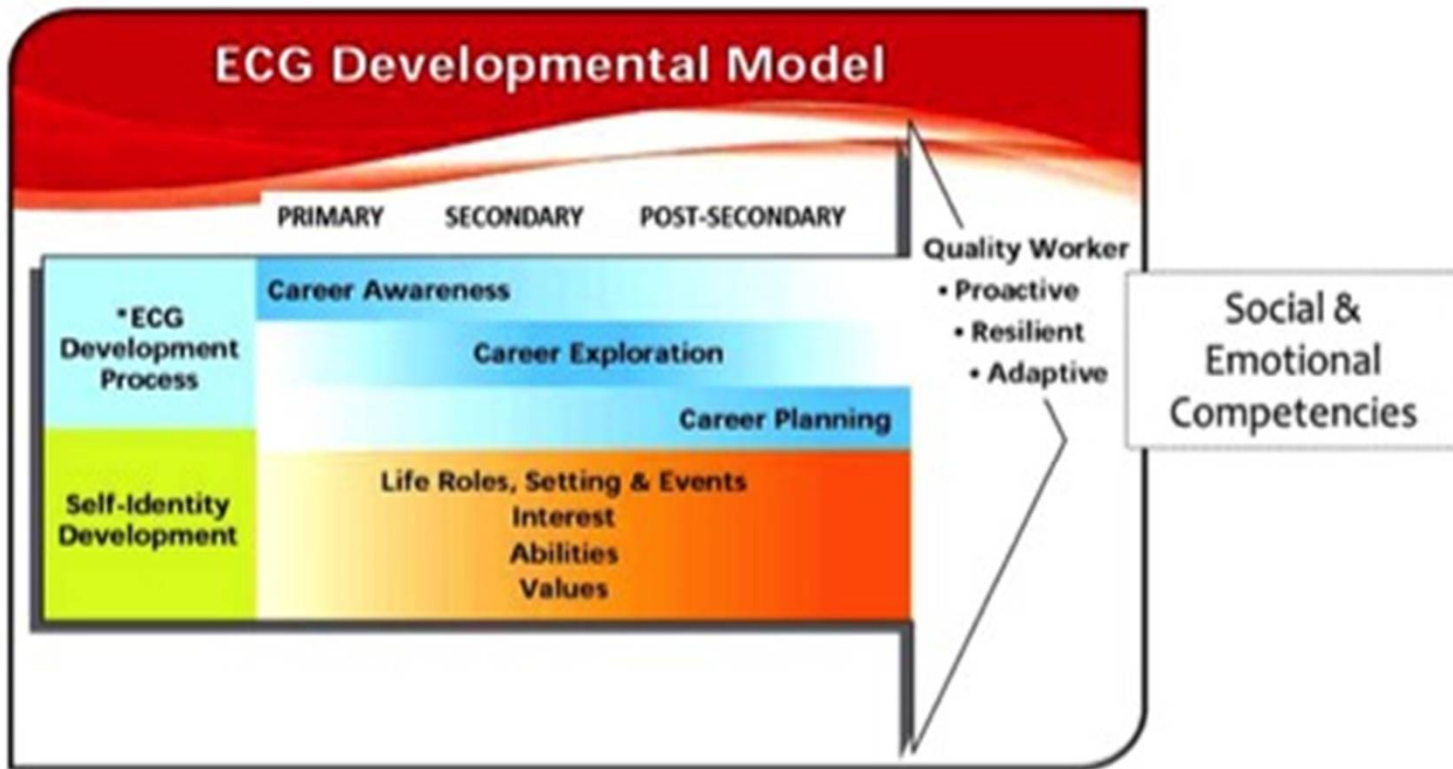 ECG Developmental Model
PRIMARY SECONDARY POST-SECONDARY
*ECG
Development
Process
Career Awareness
Career Exploration
Career Planning
Self-Identity
Development
Life Roles, Setting & Events
Interest
Abilities
Values
Quality Worker
• Proactive
• Resilient
• Adaptive
Social &
Emotional
Competencies